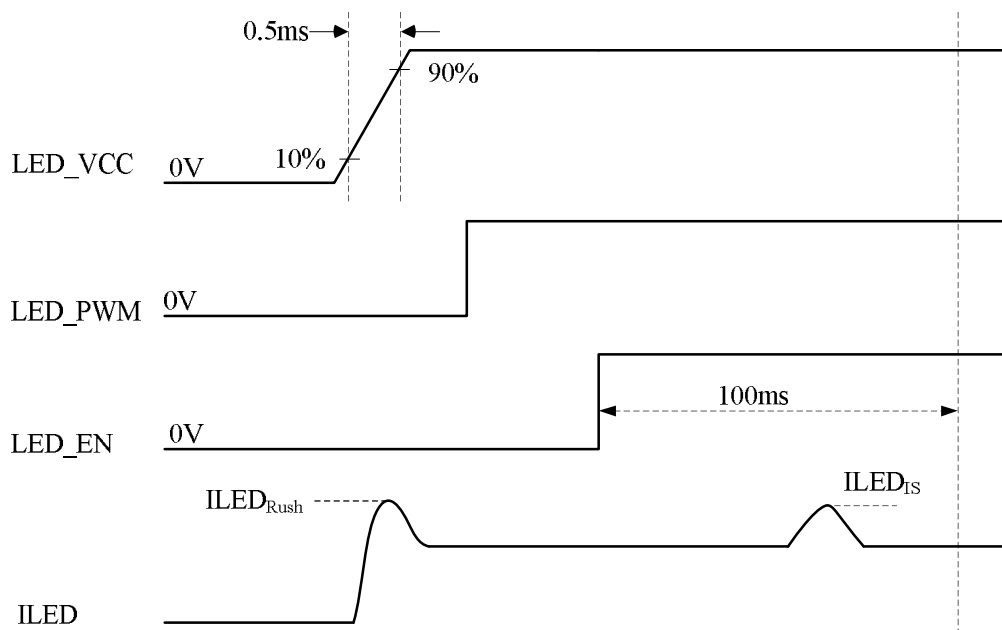 0.5ms
90%
10%
LED_VCC
0V
LED_PWM
0V
100ms
LED_EN
0V
ILED_Rush
ILED_IS
ILED